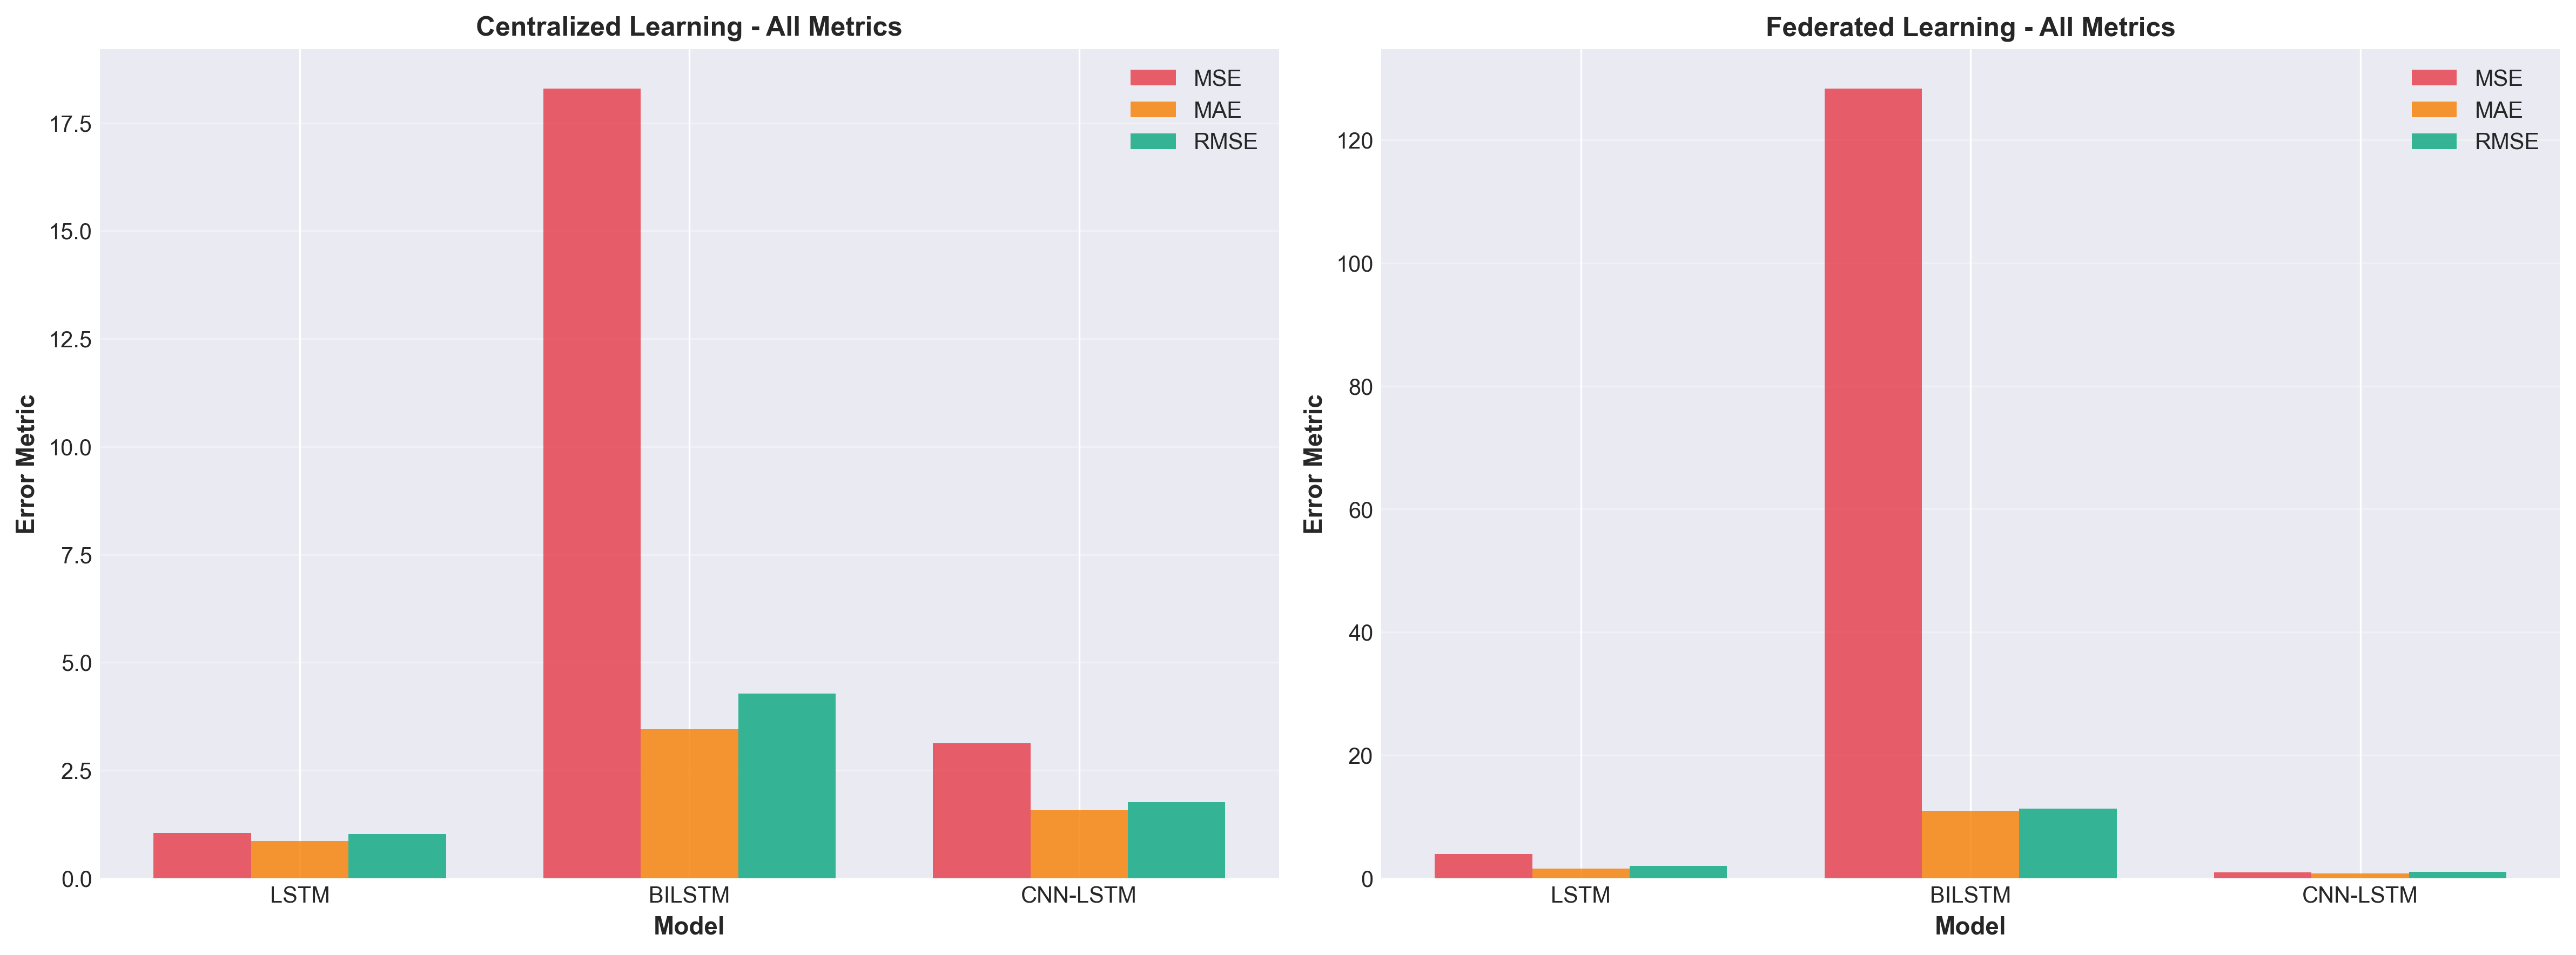 Centralized Learning - All Metrics
MSE
MAE
RMSE
17.5
15.0
12.5
10.0
7.5
5.0
2.5
0.0
Error Metric
LSTM
BILSTM
CNN-LSTM
Model
Federated Learning - All Metrics
MSE
MAE
RMSE
120
100
80
60
40
20
0
Error Metric
LSTM
BILSTM
CNN-LSTM
Model